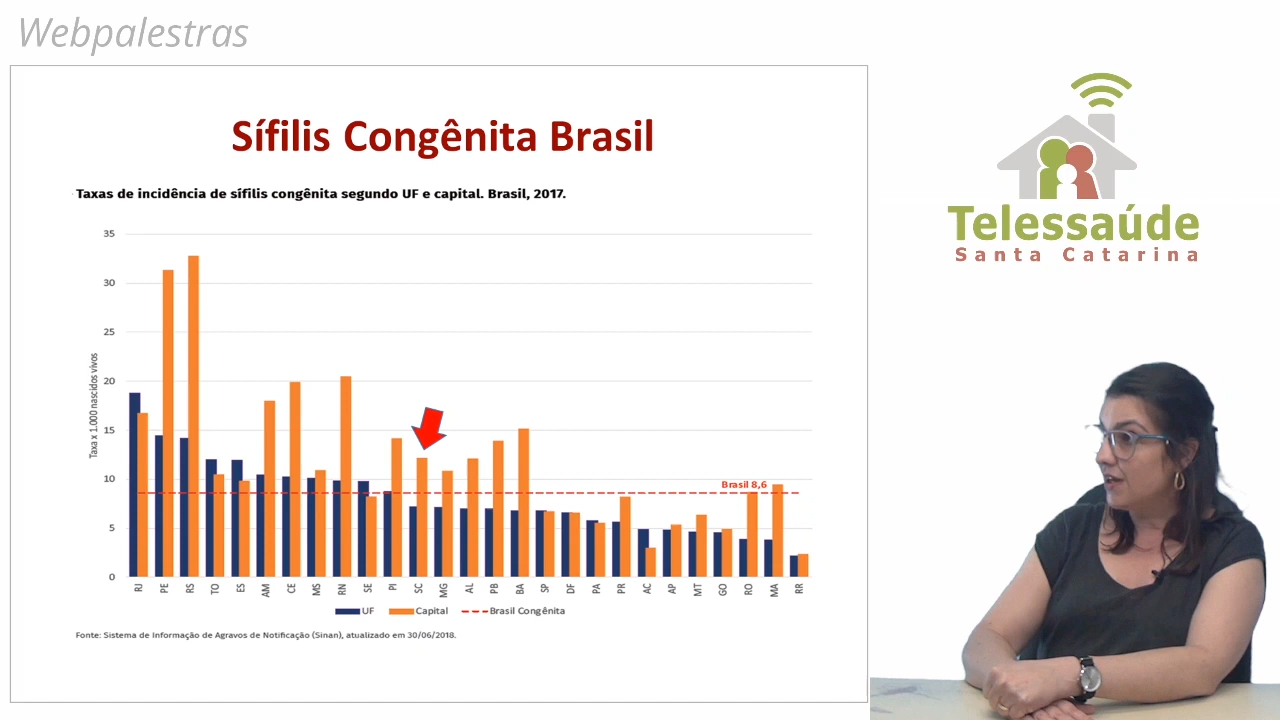 Webpalestras
Sífilis Congênita Brasil
Taxas de incidência de sífilis congênita segundo UF e capital. Brasil, 2017.
35
30
25
20
15
10
5
0
Taxa x 1.000 nascidos vivos
Brasil 8,6
RJ PE RS TO ES AM CE MS RN SE PI SC MG AL PB BA SP DF PA PR AC AP MT GO RO MA RR
UF Capital Brasil Congênita
Fonte: Sistema de Informação de Agravos de Notificação (Sinan), atualizado em 30/06/2018.
Telessaúde
Santa Catarina